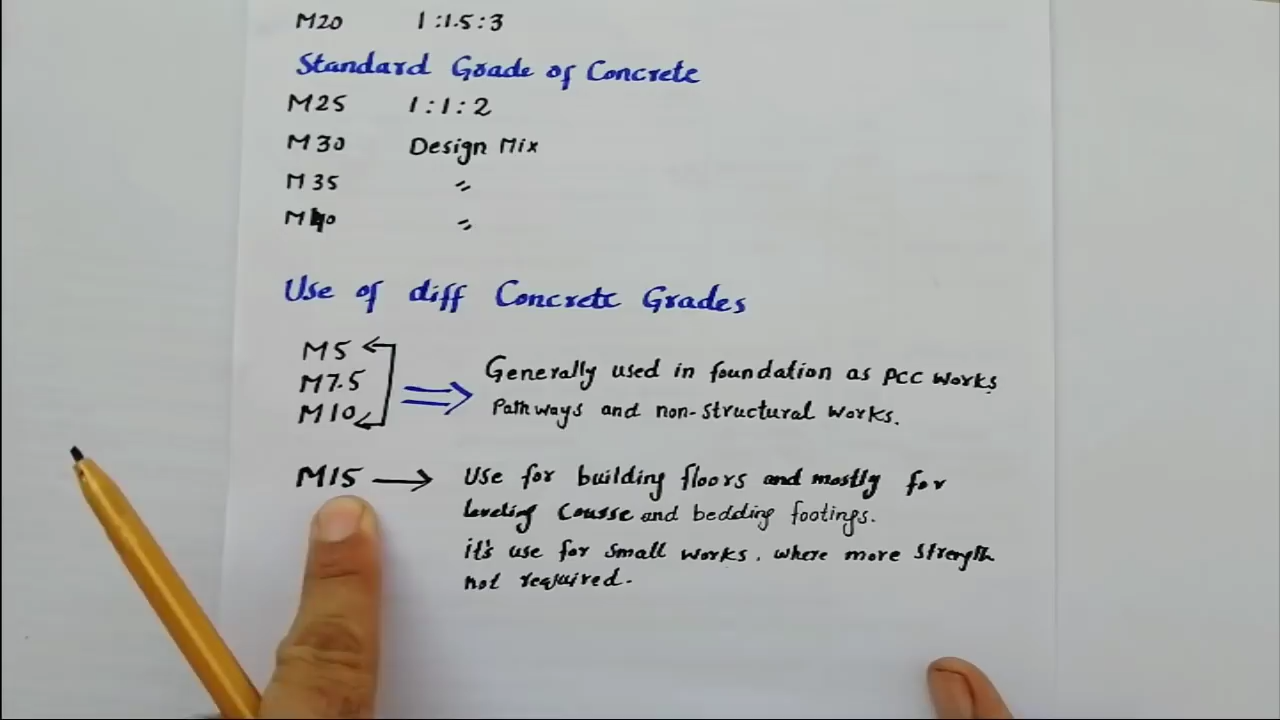 M20 1:1.5:3
Standard Grade of Concrete
M25 1:1:2
M30 Design Mix
M35 〃
M40 〃
Use of diff Concrete Grades
M5
M7.5
M10
Generally used in foundation as PCC Works
Pathways and non-structural works.
M15 → Use for building floors and mostly for
leveling Course and bedding footings.
it's use for small works. where more strength
not required.